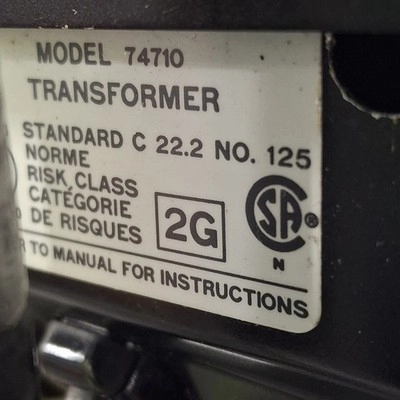 MODEL 74710
TRANSFORMER
STANDARD C 22.2 NO. 125
NORME
RISK CLASS
CATÉGORIE
DE RISQUES
2G
CSA®
N
TO MANUAL FOR INSTRUCTIONS